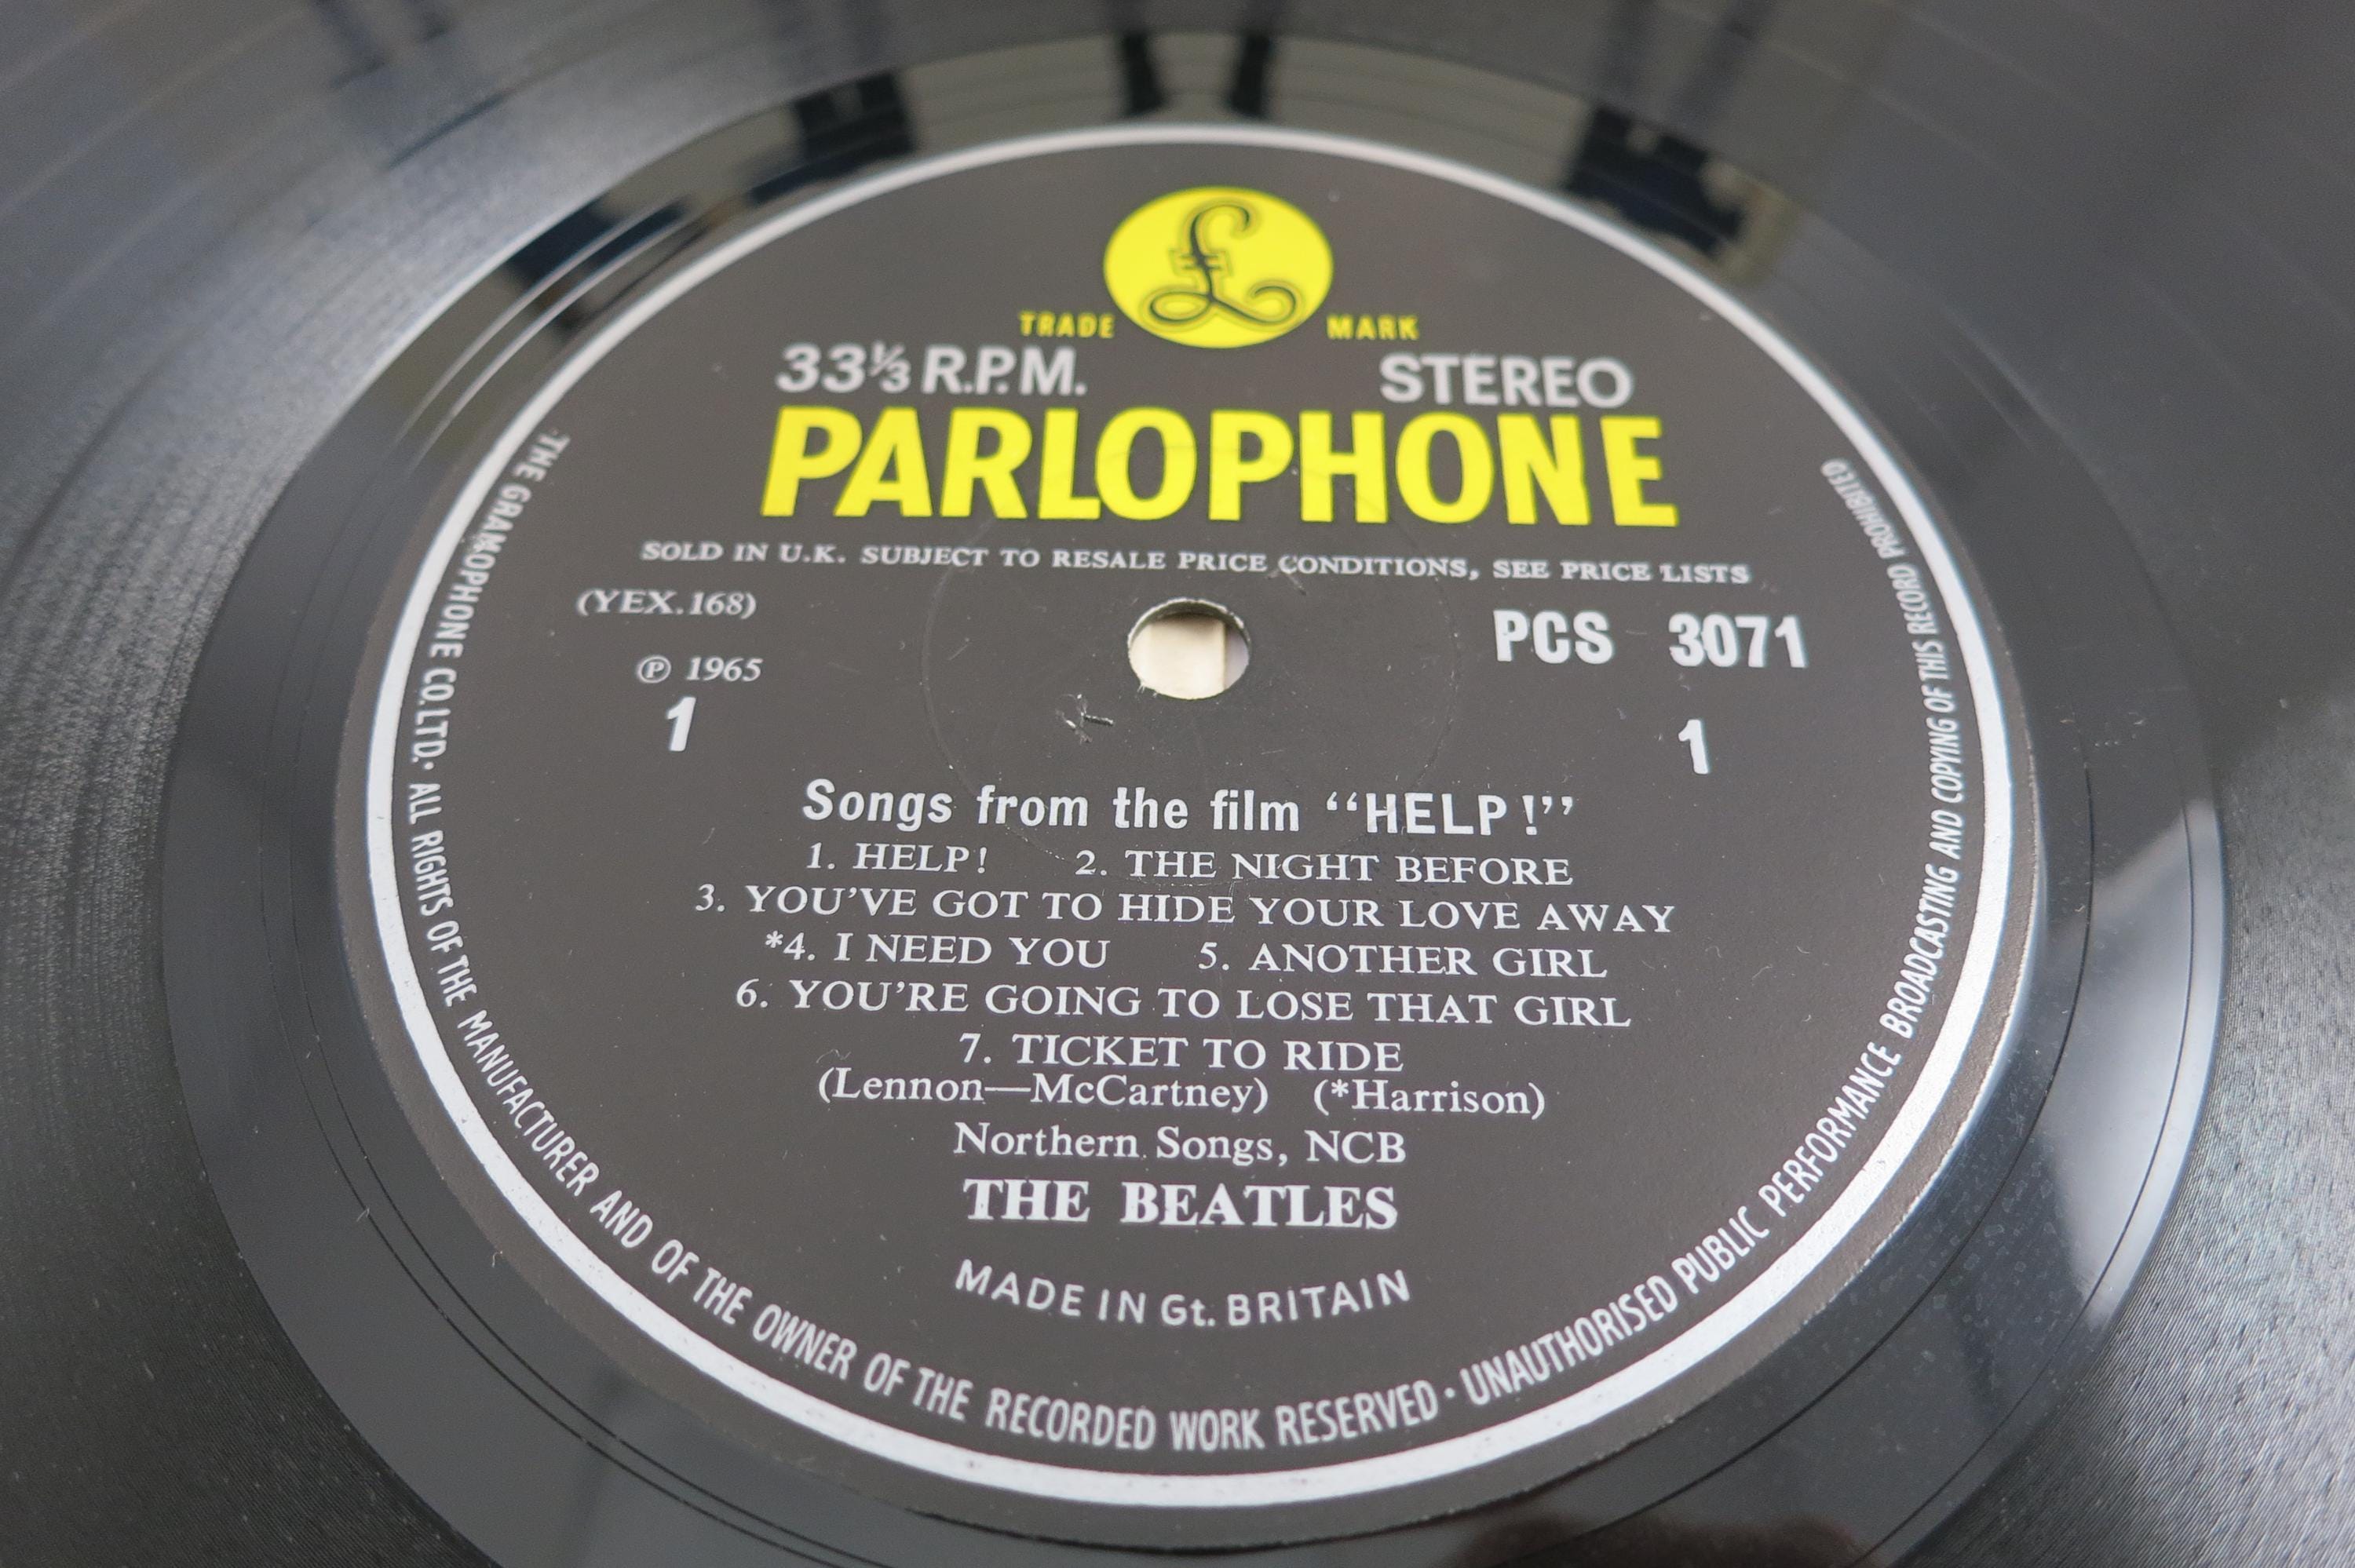 £
TRADE MARK
33⅓ R.P.M. STEREO
PARLOPHONE
SOLD IN U.K. SUBJECT TO RESALE PRICE CONDITIONS, SEE PRICE LISTS
(YEX.168) PCS 3071
℗ 1965
1 1
Songs from the film “HELP!”
1. HELP! 2. THE NIGHT BEFORE
3. YOU'VE GOT TO HIDE YOUR LOVE AWAY
*4. I NEED YOU 5. ANOTHER GIRL
6. YOU'RE GOING TO LOSE THAT GIRL
7. TICKET TO RIDE
(Lennon—McCartney) (*Harrison)
Northern Songs, NCB
THE BEATLES
MADE IN Gt. BRITAIN
THE GRAMOPHONE CO.LTD. · ALL RIGHTS OF THE MANUFACTURER AND OF THE OWNER OF THE RECORDED WORK RESERVED · UNAUTHORISED PUBLIC PERFORMANCE BROADCASTING AND COPYING OF THIS RECORD PROHIBITED